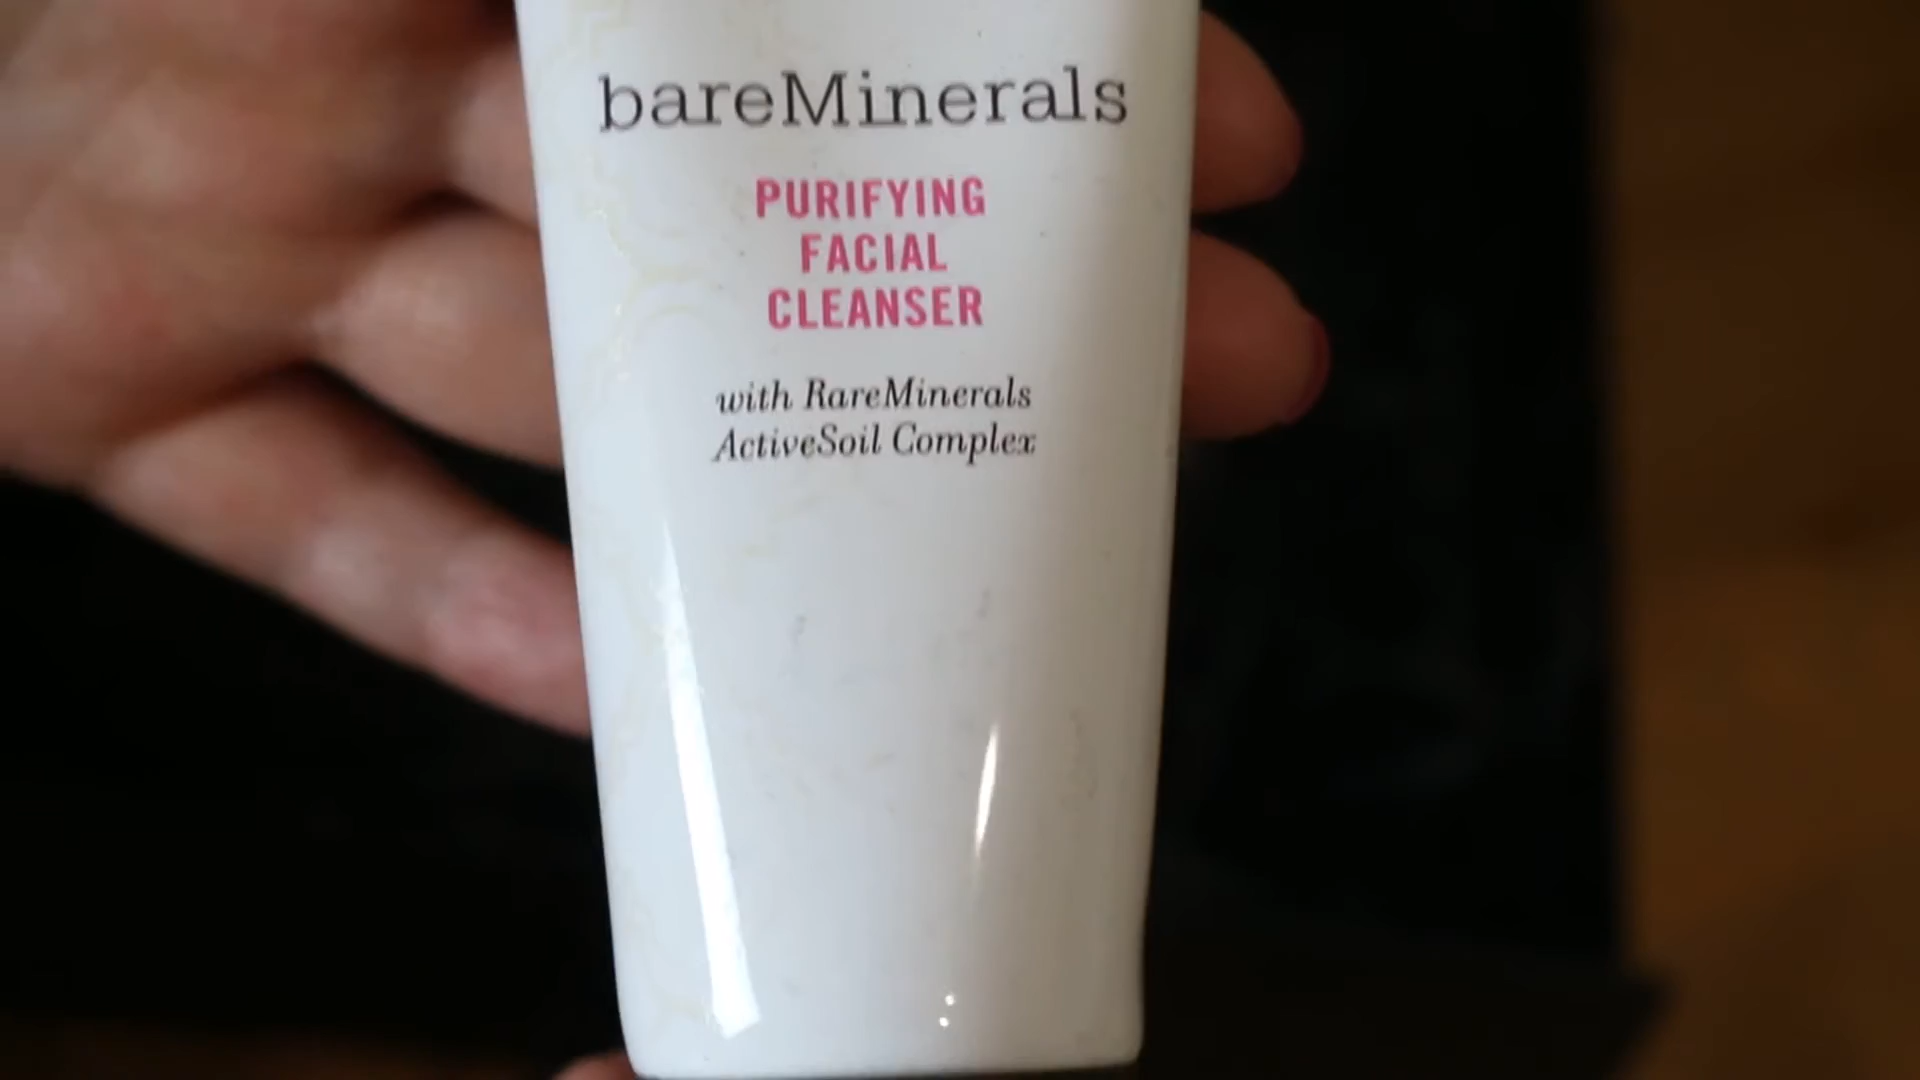 bareMinerals
PURIFYING
FACIAL
CLEANSER
with RareMinerals
ActiveSoil Complex